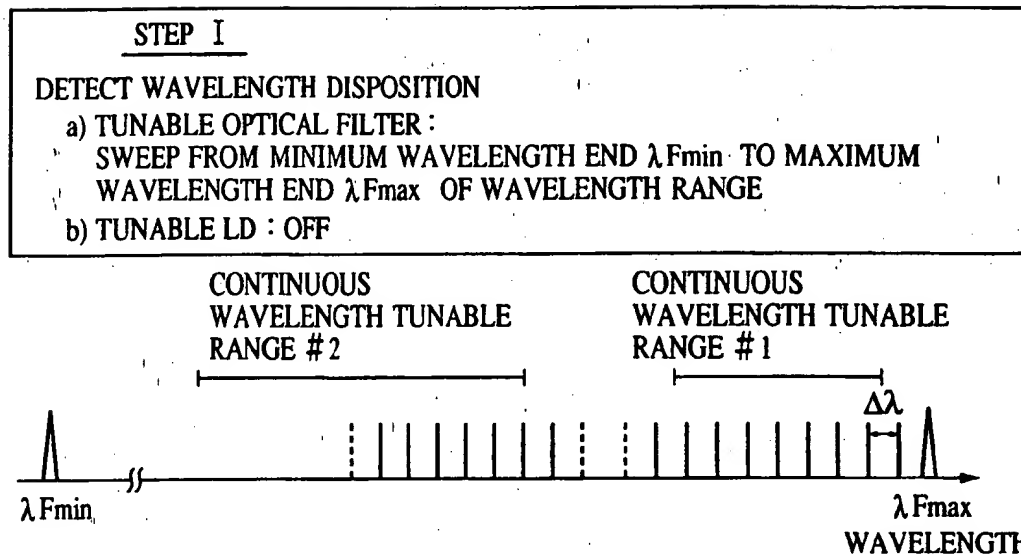 STEP I
DETECT WAVELENGTH DISPOSITION
a) TUNABLE OPTICAL FILTER :
SWEEP FROM MINIMUM WAVELENGTH END λFmin TO MAXIMUM
WAVELENGTH END λFmax OF WAVELENGTH RANGE
b) TUNABLE LD : OFF
CONTINUOUS
WAVELENGTH TUNABLE
RANGE #2
CONTINUOUS
WAVELENGTH TUNABLE
RANGE #1
Δλ
λFmin
λFmax
WAVELENGTH